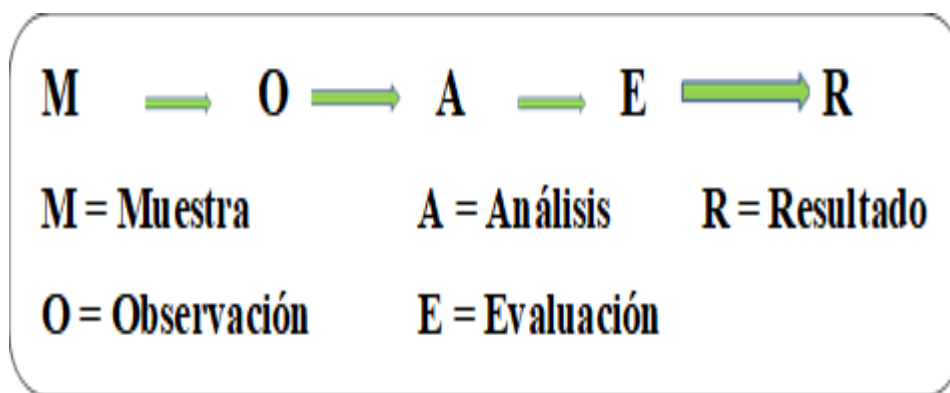 M O A E R
M = Muestra A = Análisis R = Resultado
O = Observación E = Evaluación